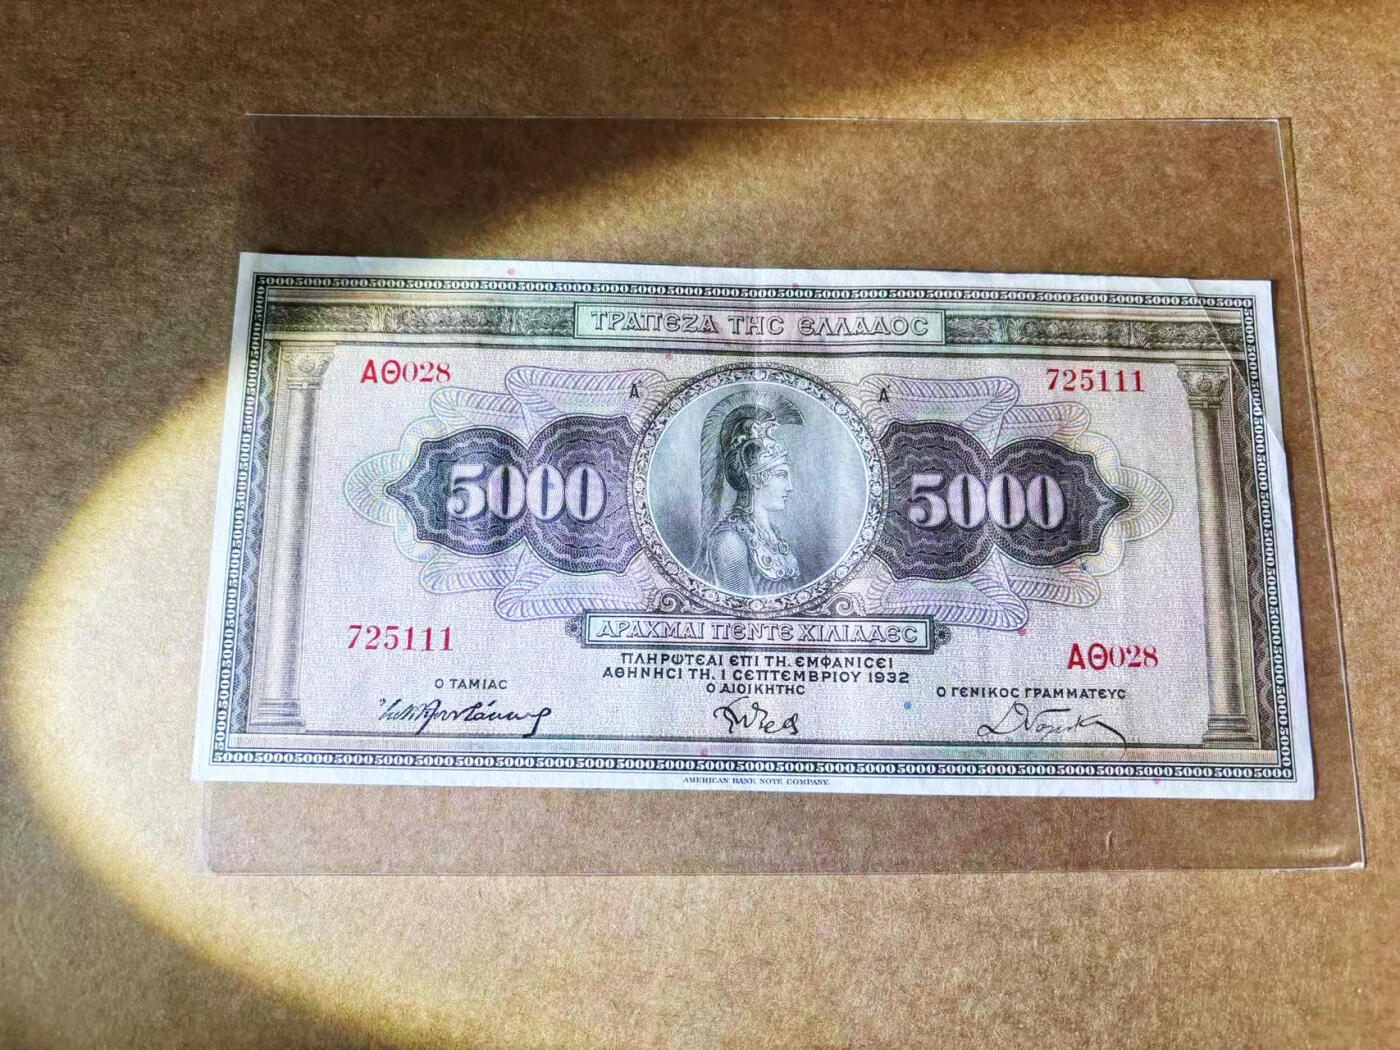 ΤΡΑΠΕΖΑ ΤΗϹ ΕΛΛΑΔΟϹ
ΑΘ028
725111
Α΄ Α΄
5000 5000
ΔΡΑΧΜΑΙ ΠΕΝΤΕ ΧΙΛΙΑΔΕϹ
725111
ΑΘ028
ΠΛΗΡΩΤΕΑΙ ΕΠΙ ΤΗ. ΕΜΦΑΝΙϹΕΙ
ΑΘΗΝΗϹΙ ΤΗ. 1 ϹΕΠΤΕΜΒΡΙΟΥ 1932
Ο ΤΑΜΙΑϹ
Ο ΔΙΟΙΚΗΤΗϹ
Ο ΓΕΝΙΚΟϹ ΓΡΑΜΜΑΤΕΥϹ
AMERICAN BANK NOTE COMPANY.